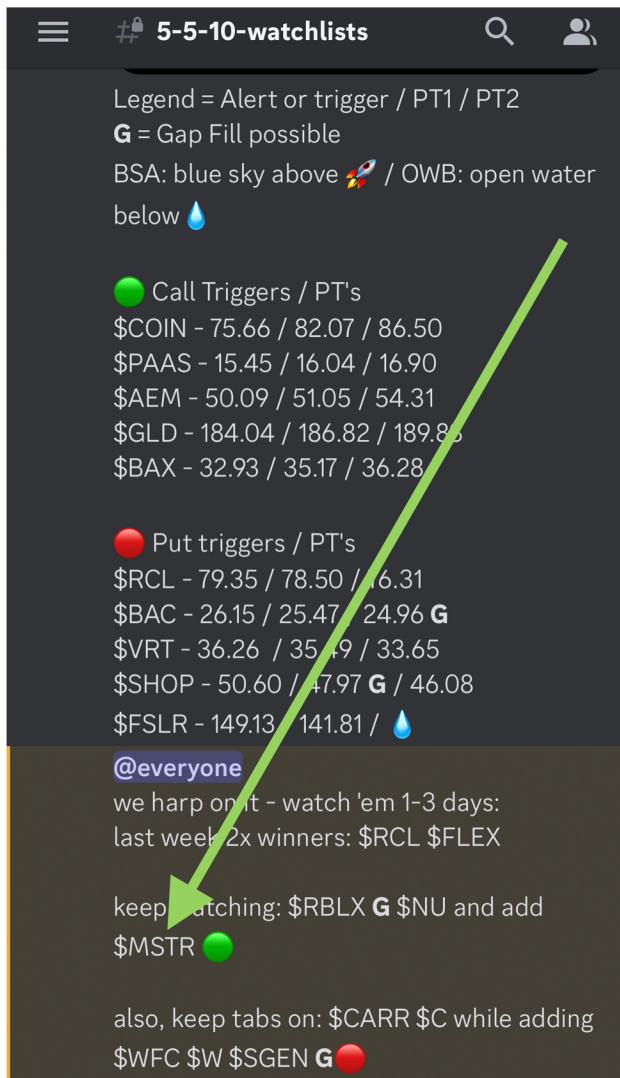 5-5-10-watchlists
Legend = Alert or trigger / PT1 / PT2
G = Gap Fill possible
BSA: blue sky above 🚀 / OWB: open water
below 💧
🟢 Call Triggers / PT's
$COIN - 75.66 / 82.07 / 86.50
$PAAS - 15.45 / 16.04 / 16.90
$AEM - 50.09 / 51.05 / 54.31
$GLD - 184.04 / 186.82 / 189.88
$BAX - 32.93 / 35.17 / 36.28
🔴 Put triggers / PT's
$RCL - 79.35 / 78.50 / 76.31
$BAC - 26.15 / 25.47 / 24.96 G
$VRT - 36.26 / 35.49 / 33.65
$SHOP - 50.60 / 47.97 G / 46.08
$FSLR - 149.13 / 141.81 / 💧
@everyone
we harp on it - watch 'em 1-3 days:
last week 2x winners: $RCL $FLEX
keep watching: $RBLX G $NU and add
$MSTR 🟢
also, keep tabs on: $CARR $C while adding
$WFC $W $SGEN G🔴